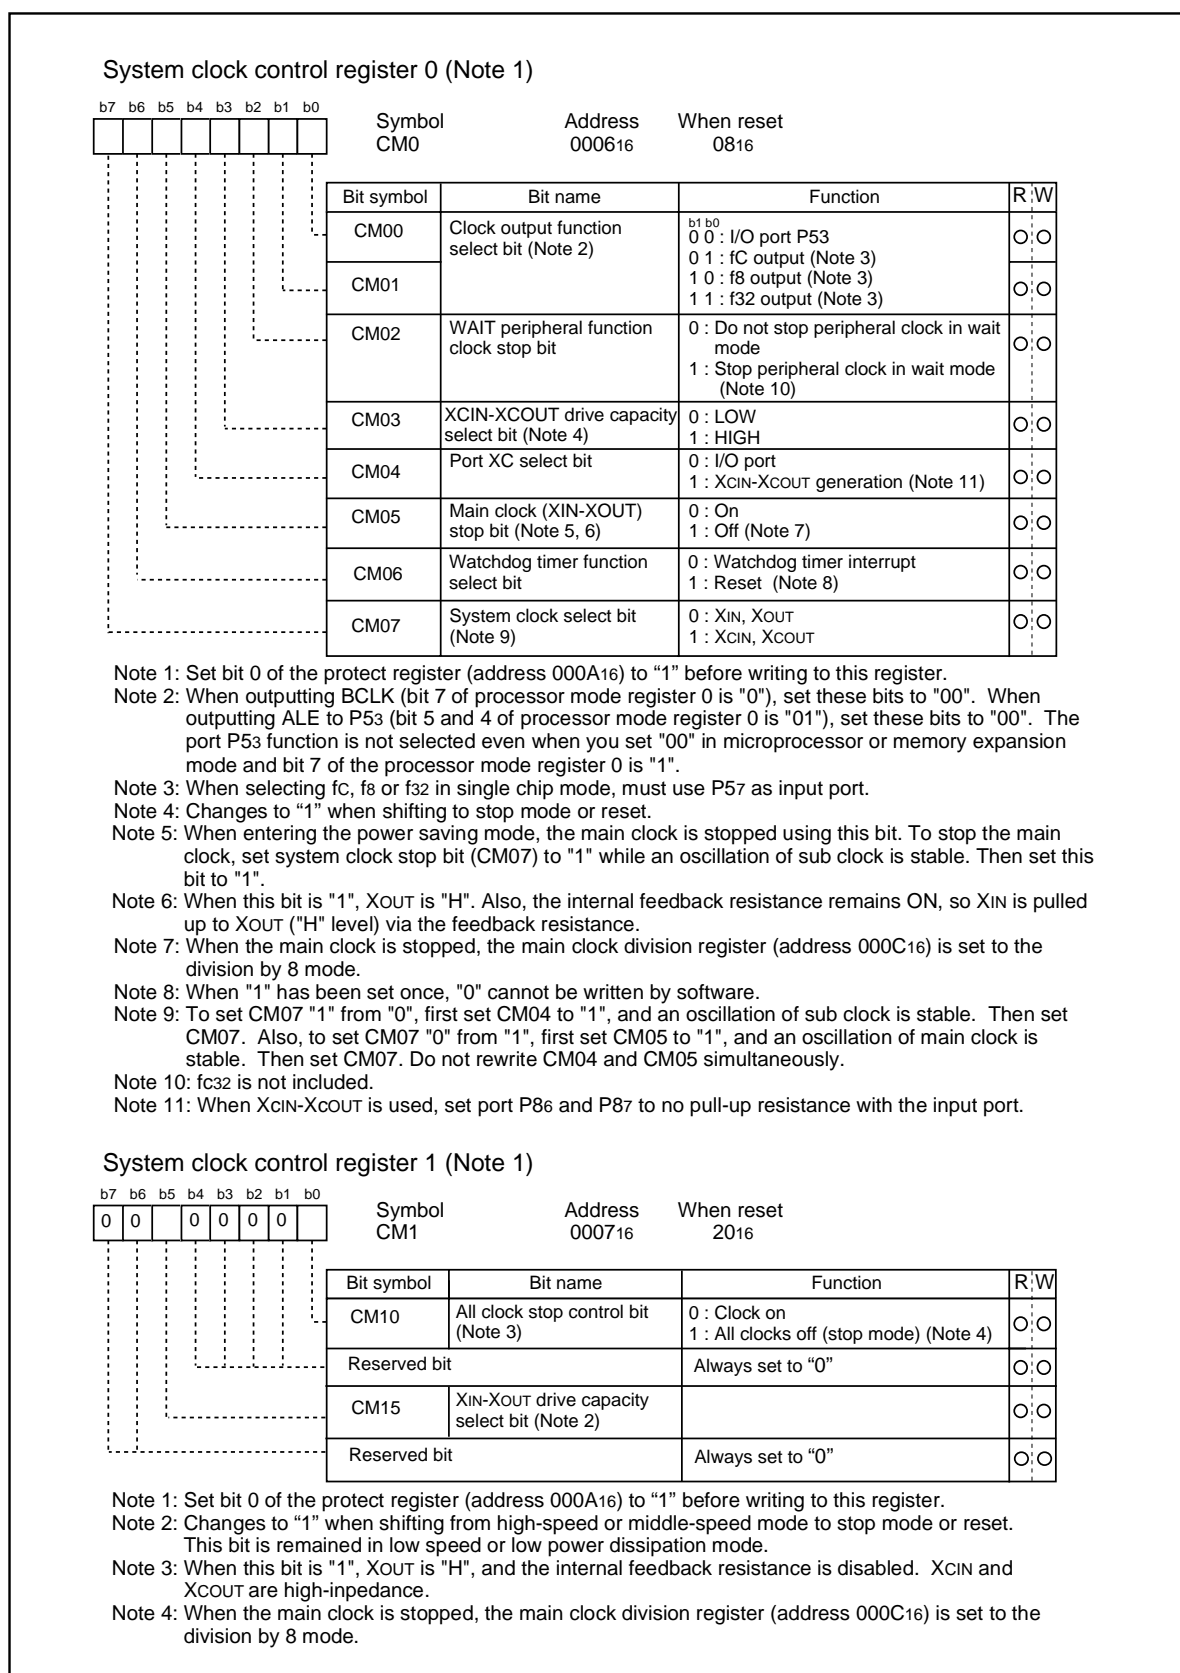 System clock control register 0 (Note 1)
b7 b6 b5 b4 b3 b2 b1 b0
Symbol Address When reset
CM0 000616 0816
Bit symbol Bit name Function R W
CM00 Clock output function select bit (Note 2)
b1 b0
0 0 : I/O port P53
0 1 : fC output (Note 3)
1 0 : f8 output (Note 3)
1 1 : f32 output (Note 3)
CM01
CM02 WAIT peripheral function clock stop bit
0 : Do not stop peripheral clock in wait
mode
1 : Stop peripheral clock in wait mode
(Note 10)
CM03 XCIN-XCOUT drive capacity select bit (Note 4)
0 : LOW
1 : HIGH
CM04 Port XC select bit
0 : I/O port
1 : XCIN-XCOUT generation (Note 11)
CM05 Main clock (XIN-XOUT) stop bit (Note 5, 6)
0 : On
1 : Off (Note 7)
CM06 Watchdog timer function select bit
0 : Watchdog timer interrupt
1 : Reset (Note 8)
CM07 System clock select bit (Note 9)
0 : XIN, XOUT
1 : XCIN, XCOUT
Note 1: Set bit 0 of the protect register (address 000A16) to “1” before writing to this register.
Note 2: When outputting BCLK (bit 7 of processor mode register 0 is "0"), set these bits to "00". When
outputting ALE to P53 (bit 5 and 4 of processor mode register 0 is "01"), set these bits to "00". The
port P53 function is not selected even when you set "00" in microprocessor or memory expansion
mode and bit 7 of the processor mode register 0 is "1".
Note 3: When selecting fC, f8 or f32 in single chip mode, must use P57 as input port.
Note 4: Changes to “1” when shifting to stop mode or reset.
Note 5: When entering the power saving mode, the main clock is stopped using this bit. To stop the main
clock, set system clock stop bit (CM07) to "1" while an oscillation of sub clock is stable. Then set this
bit to "1".
Note 6: When this bit is "1", XOUT is "H". Also, the internal feedback resistance remains ON, so XIN is pulled
up to XOUT ("H" level) via the feedback resistance.
Note 7: When the main clock is stopped, the main clock division register (address 000C16) is set to the
division by 8 mode.
Note 8: When "1" has been set once, "0" cannot be written by software.
Note 9: To set CM07 "1" from "0", first set CM04 to "1", and an oscillation of sub clock is stable. Then set
CM07. Also, to set CM07 "0" from "1", first set CM05 to "1", and an oscillation of main clock is
stable. Then set CM07. Do not rewrite CM04 and CM05 simultaneously.
Note 10: fc32 is not included.
Note 11: When XCIN-XCOUT is used, set port P86 and P87 to no pull-up resistance with the input port.
System clock control register 1 (Note 1)
b7 b6 b5 b4 b3 b2 b1 b0
0 0 0 0 0 0
Symbol Address When reset
CM1 000716 2016
Bit symbol Bit name Function R W
CM10 All clock stop control bit (Note 3)
0 : Clock on
1 : All clocks off (stop mode) (Note 4)
Reserved bit Always set to “0”
CM15 XIN-XOUT drive capacity select bit (Note 2)
Reserved bit Always set to “0”
Note 1: Set bit 0 of the protect register (address 000A16) to “1” before writing to this register.
Note 2: Changes to “1” when shifting from high-speed or middle-speed mode to stop mode or reset.
This bit is remained in low speed or low power dissipation mode.
Note 3: When this bit is "1", XOUT is "H", and the internal feedback resistance is disabled. XCIN and
XCOUT are high-inpedance.
Note 4: When the main clock is stopped, the main clock division register (address 000C16) is set to the
division by 8 mode.